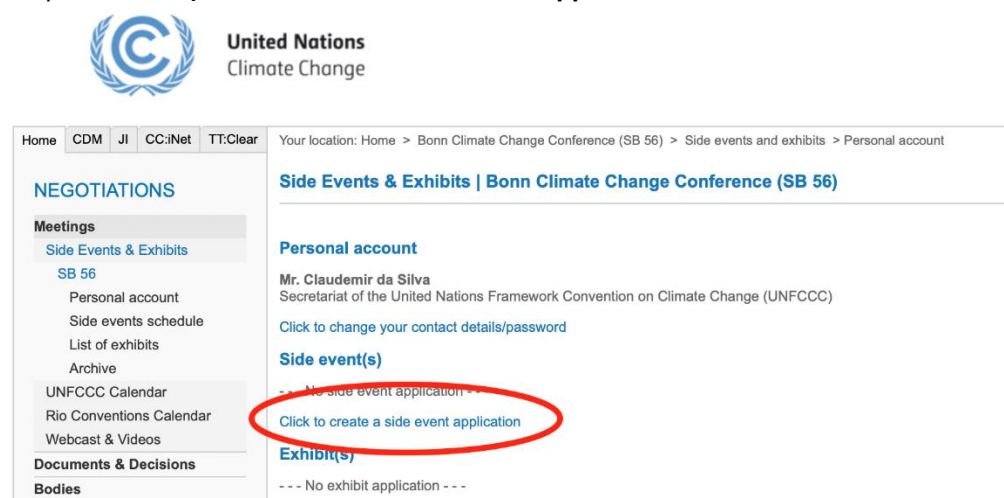 United Nations
Climate Change
Home CDM JI CC:iNet TT:Clear
Your location: Home > Bonn Climate Change Conference (SB 56) > Side events and exhibits > Personal account
NEGOTIATIONS
Meetings
Side Events & Exhibits
SB 56
Personal account
Side events schedule
List of exhibits
Archive
UNFCCC Calendar
Rio Conventions Calendar
Webcast & Videos
Documents & Decisions
Bodies
Side Events & Exhibits | Bonn Climate Change Conference (SB 56)
Personal account
Mr. Claudemir da Silva
Secretariat of the United Nations Framework Convention on Climate Change (UNFCCC)
Click to change your contact details/password
Side event(s)
- - - No side event application - - -
Click to create a side event application
Exhibit(s)
- - - No exhibit application - - -